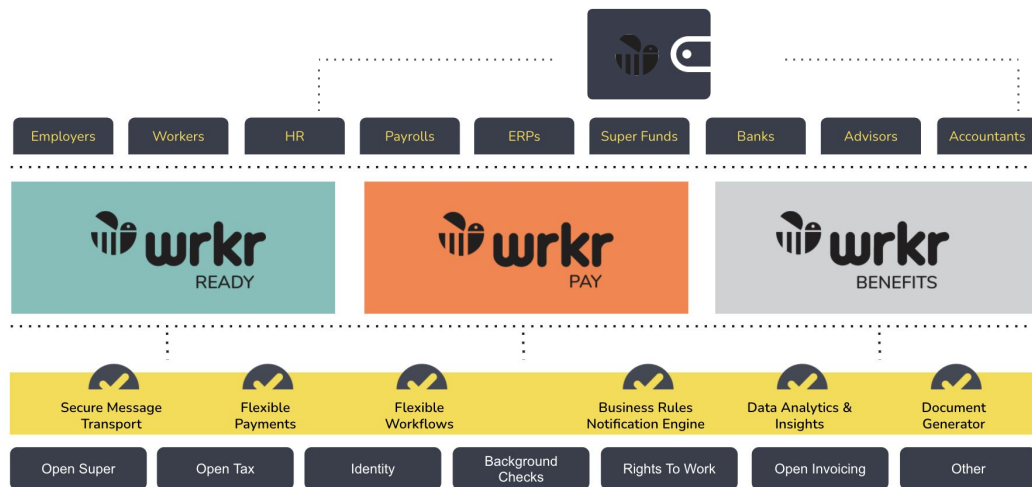 Employers
Workers
HR
Payrolls
ERPs
Super Funds
Banks
Advisors
Accountants
wrkr
READY
wrkr
PAY
wrkr
BENEFITS
Secure Message
Transport
Flexible
Payments
Flexible
Workflows
Business Rules
Notification Engine
Data Analytics &
Insights
Document
Generator
Open Super
Open Tax
Identity
Background
Checks
Rights To Work
Open Invoicing
Other